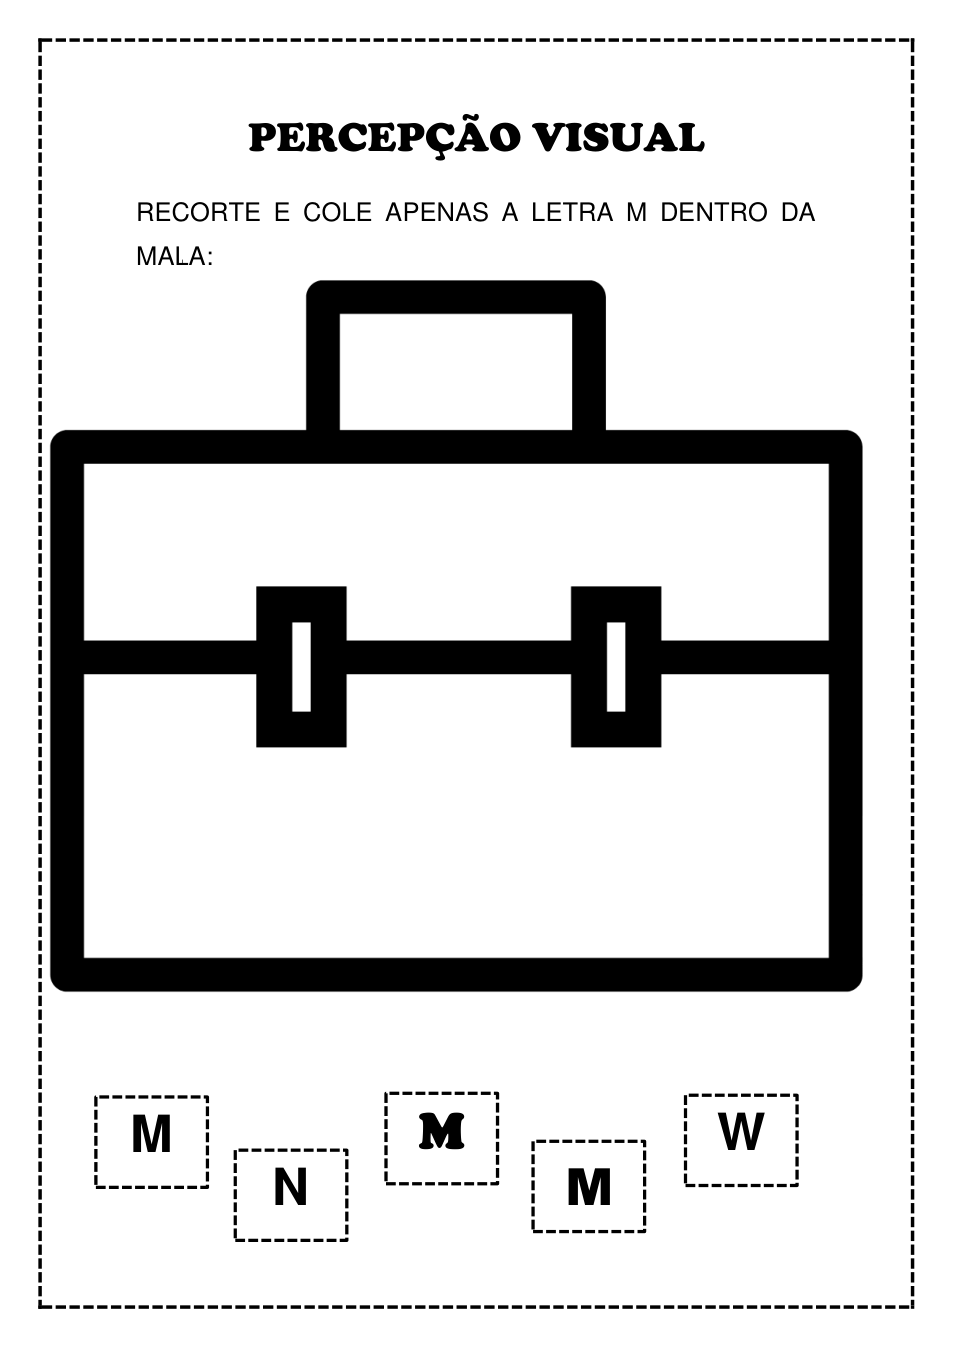 PERCEPÇÃO VISUAL
RECORTE E COLE APENAS A LETRA M DENTRO DA
MALA:
M
N
M
M
W